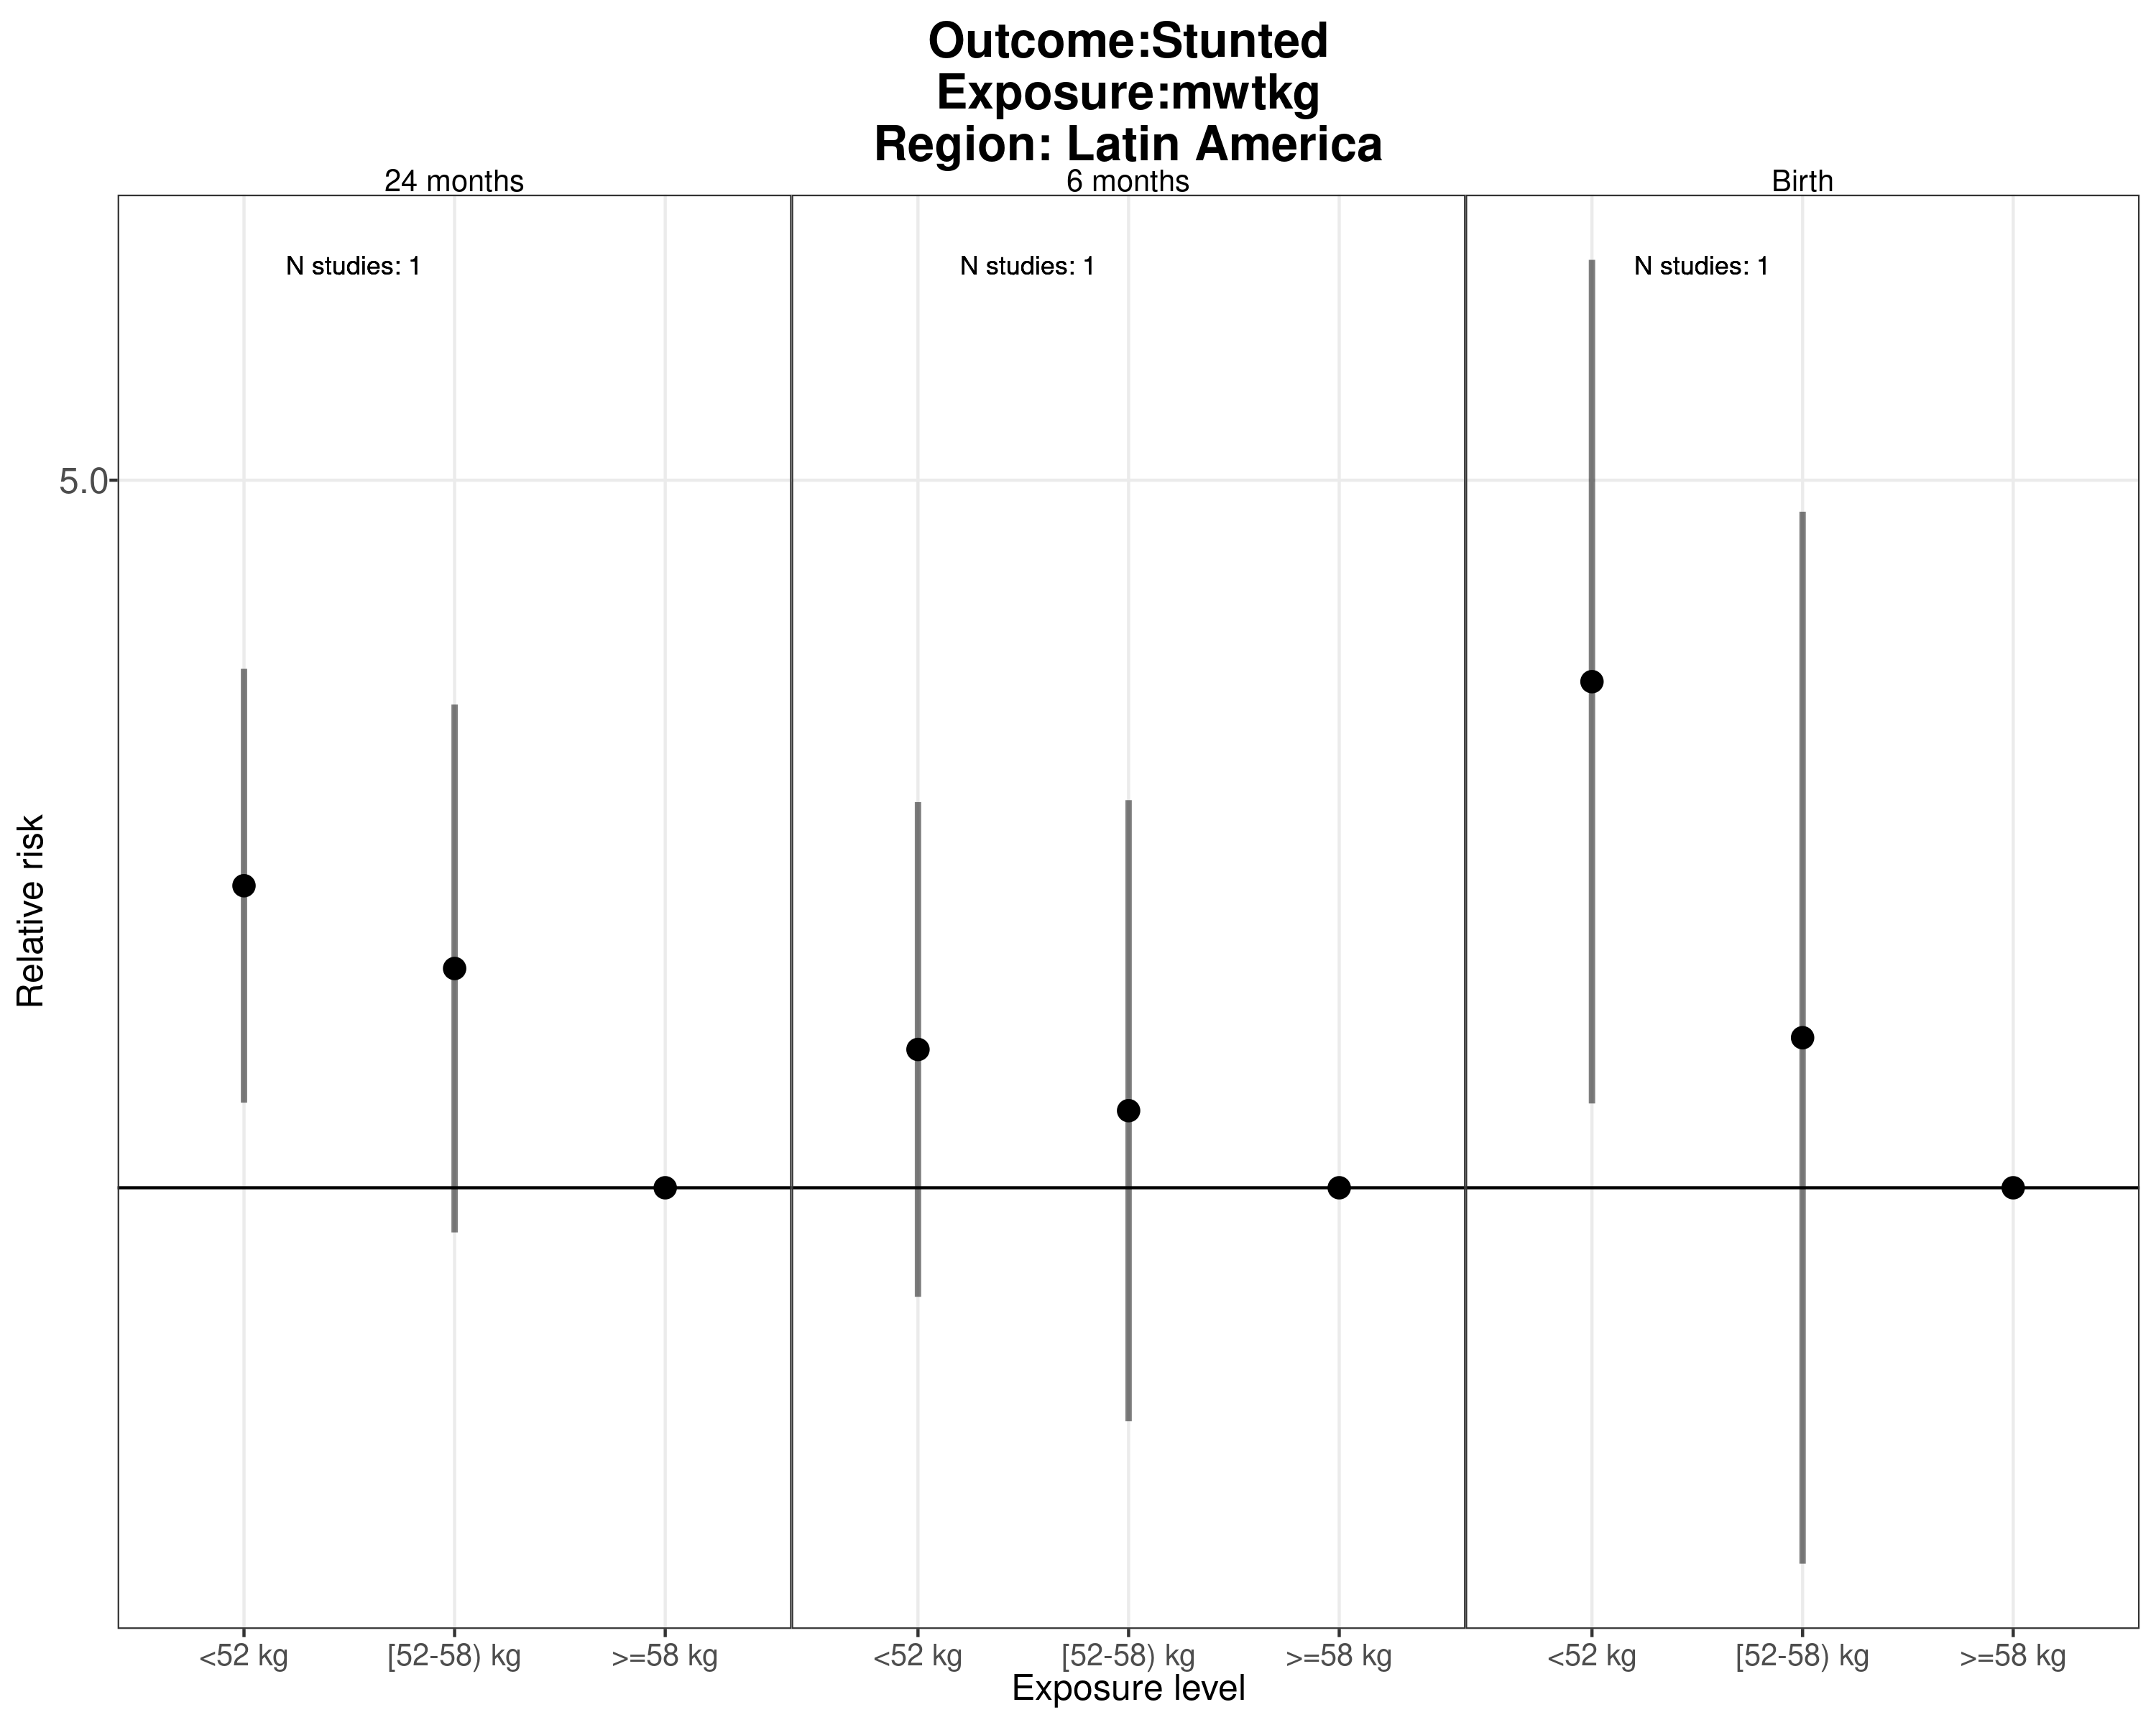 Outcome:Stunted
Exposure:mwtkg
Region: Latin America
24 months 6 months Birth
N studies: 1 N studies: 1 N studies: 1
5.0
Relative risk
<52 kg [52-58) kg >=58 kg <52 kg [52-58) kg >=58 kg <52 kg [52-58) kg >=58 kg
Exposure level